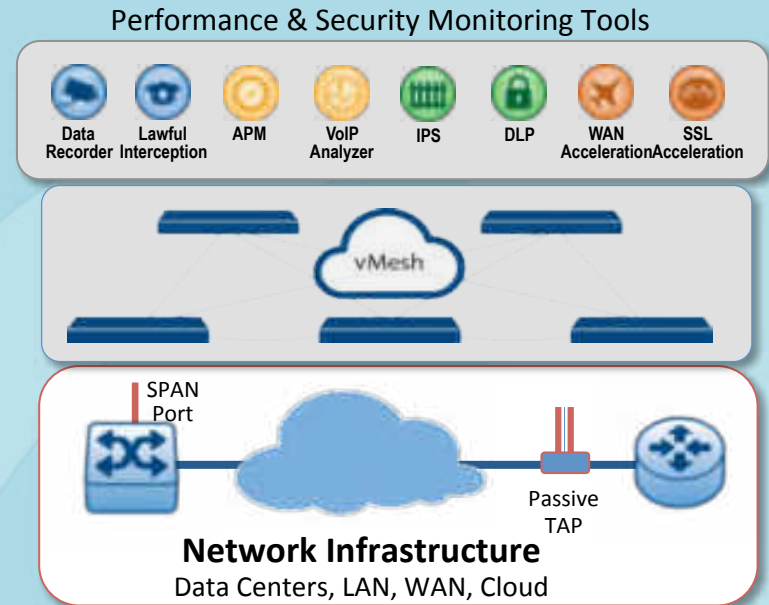 Performance & Security Monitoring Tools
Data Recorder
Lawful Interception
APM
VoIP Analyzer
IPS
DLP
WAN Acceleration
SSL Acceleration
vMesh
SPAN
Port
Passive
TAP
Network Infrastructure
Data Centers, LAN, WAN, Cloud